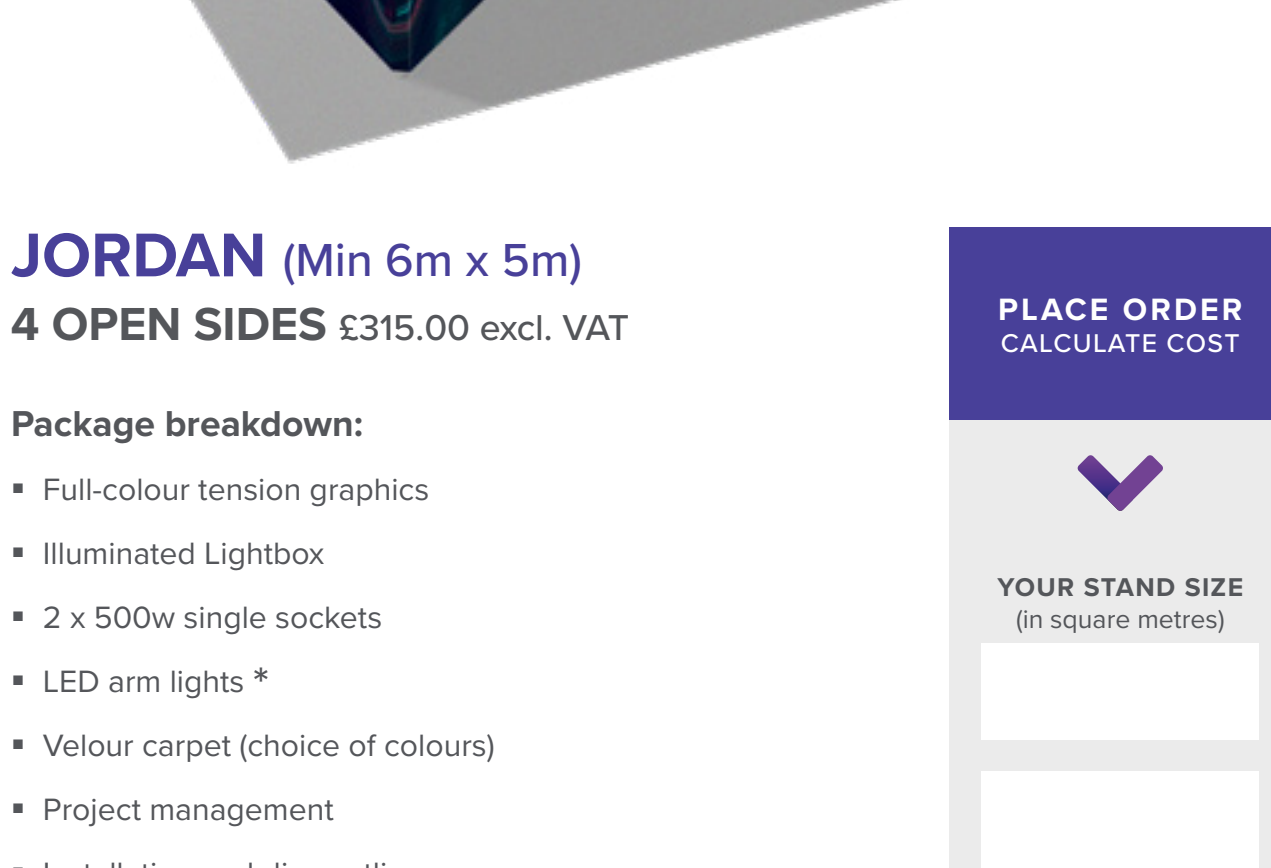 JORDAN (Min 6m x 5m)
4 OPEN SIDES £315.00 excl. VAT
Package breakdown:
▪ Full-colour tension graphics
▪ Illuminated Lightbox
▪ 2 x 500w single sockets
▪ LED arm lights *
▪ Velour carpet (choice of colours)
▪ Project management
PLACE ORDER
CALCULATE COST
YOUR STAND SIZE
(in square metres)